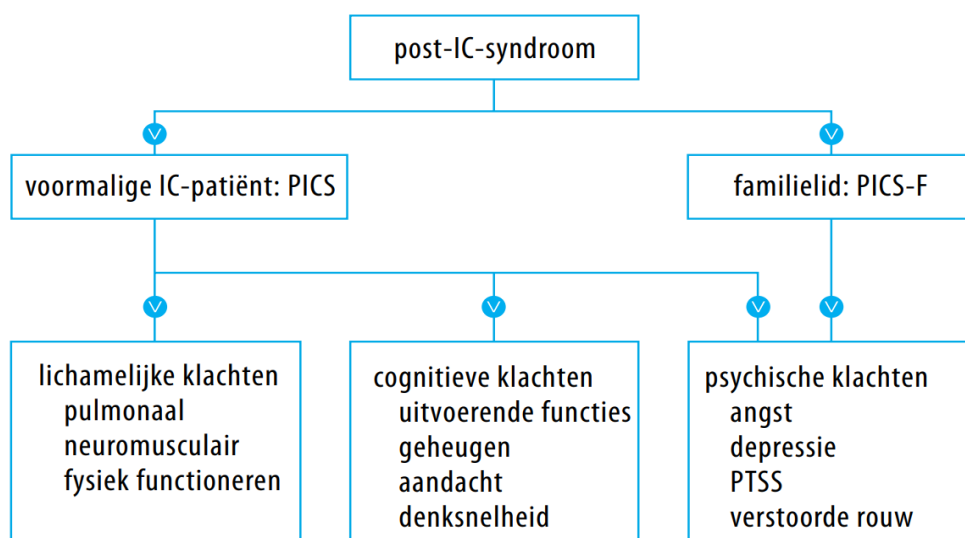 post-IC-syndroom
voormalige IC-patiënt: PICS
familielid: PICS-F
lichamelijke klachten
pulmonaal
neuromusculair
fysiek functioneren
cognitieve klachten
uitvoerende functies
geheugen
aandacht
denksnelheid
psychische klachten
angst
depressie
PTSS
verstoorde rouw